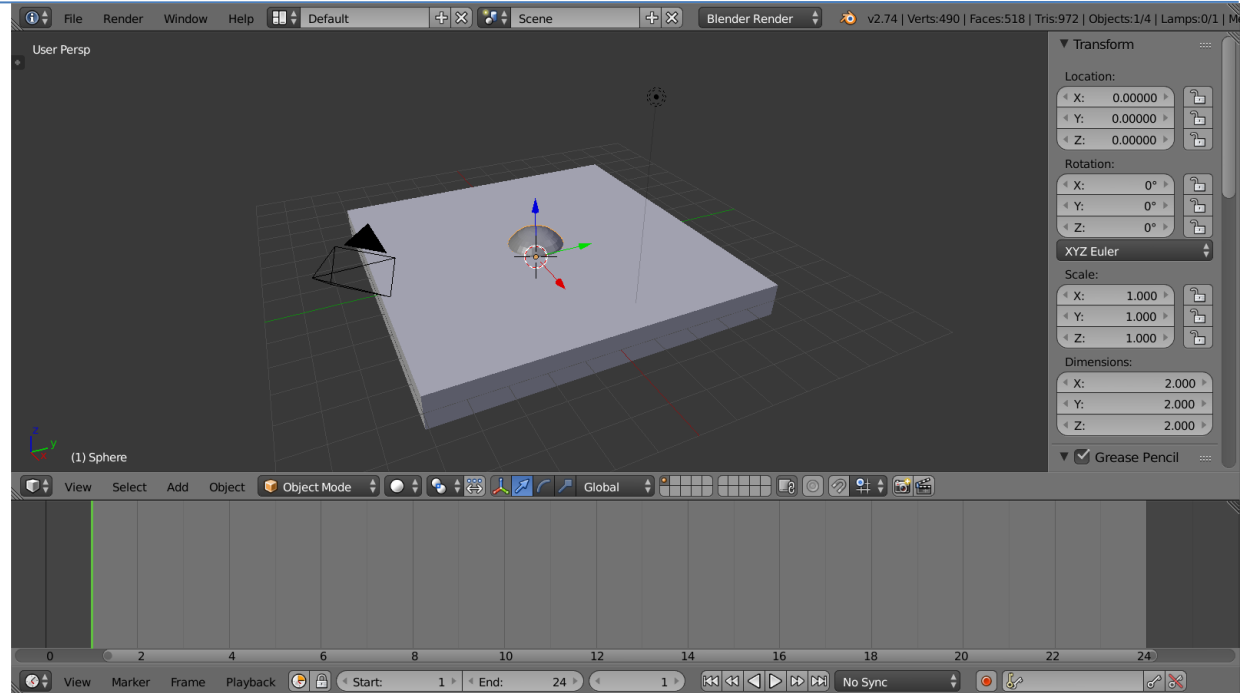 File Render Window Help Default Scene Blender Render v2.74 | Verts:490 | Faces:518 | Tris:972 | Objects:1/4 | Lamps:0/1 |
User Persp
Transform
Location:
X: 0.00000
Y: 0.00000
Z: 0.00000
Rotation:
X: 0°
Y: 0°
Z: 0°
XYZ Euler
Scale:
X: 1.000
Y: 1.000
Z: 1.000
Dimensions:
X: 2.000
Y: 2.000
Z: 2.000
Grease Pencil
z
y
(1) Sphere
View Select Add Object Object Mode Global
0 2 4 6 8 10 12 14 16 18 20 22 24
View Marker Frame Playback Start: 1 End: 24 1 No Sync